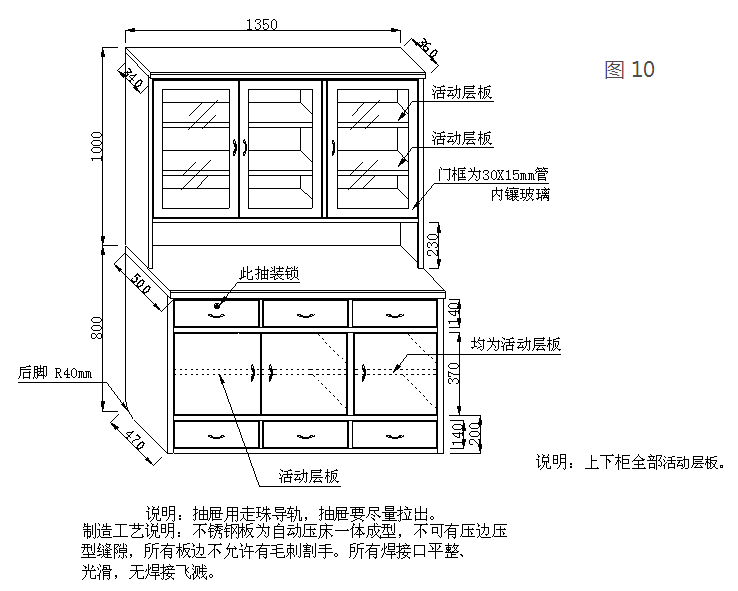 1350
360
图 10
340
活动层板
1000
活动层板
门框为30X15mm管
内镶玻璃
230
此抽装锁
500
140
800
均为活动层板
370
后脚 R40mm
470
140
200
活动层板
说明：上下柜全部活动层板。
说明：抽屉用走珠导轨，抽屉要尽量拉出。
制造工艺说明：不锈钢板为自动压床一体成型，不可有压边压
型缝隙，所有板边不允许有毛刺割手。所有焊接口平整、
光滑，无焊接飞溅。